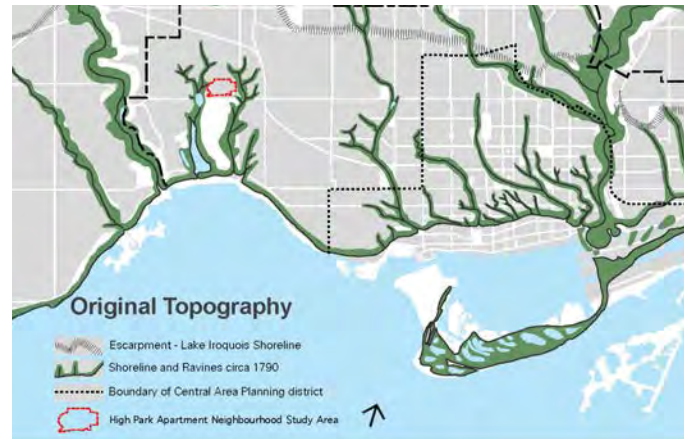 Original Topography
Escarpment - Lake Iroquois Shoreline
Shoreline and Ravines circa 1790
Boundary of Central Area Planning district
High Park Apartment Neighbourhood Study Area